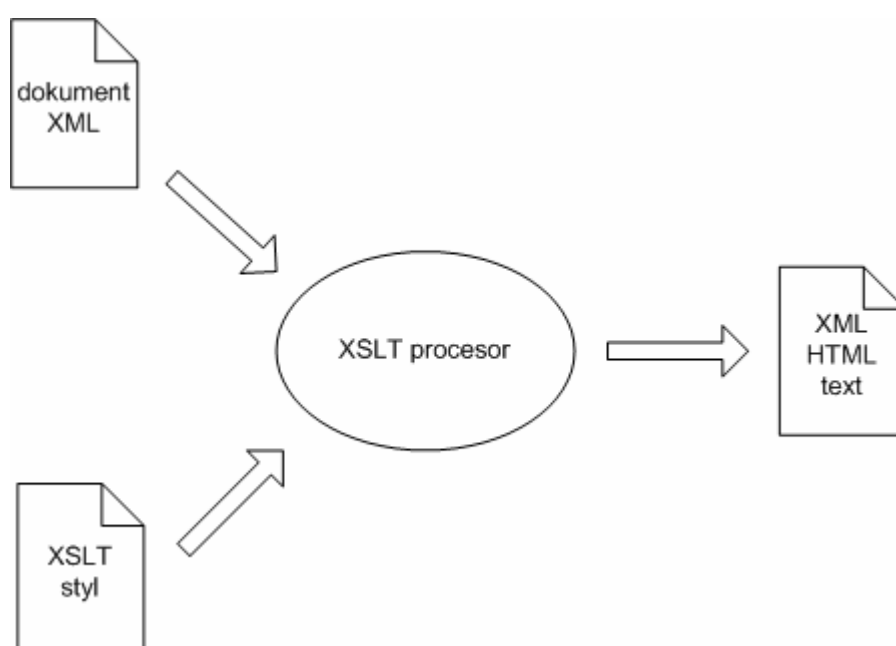 dokument
XML
XSLT procesor
XML
HTML
text
XSLT
styl